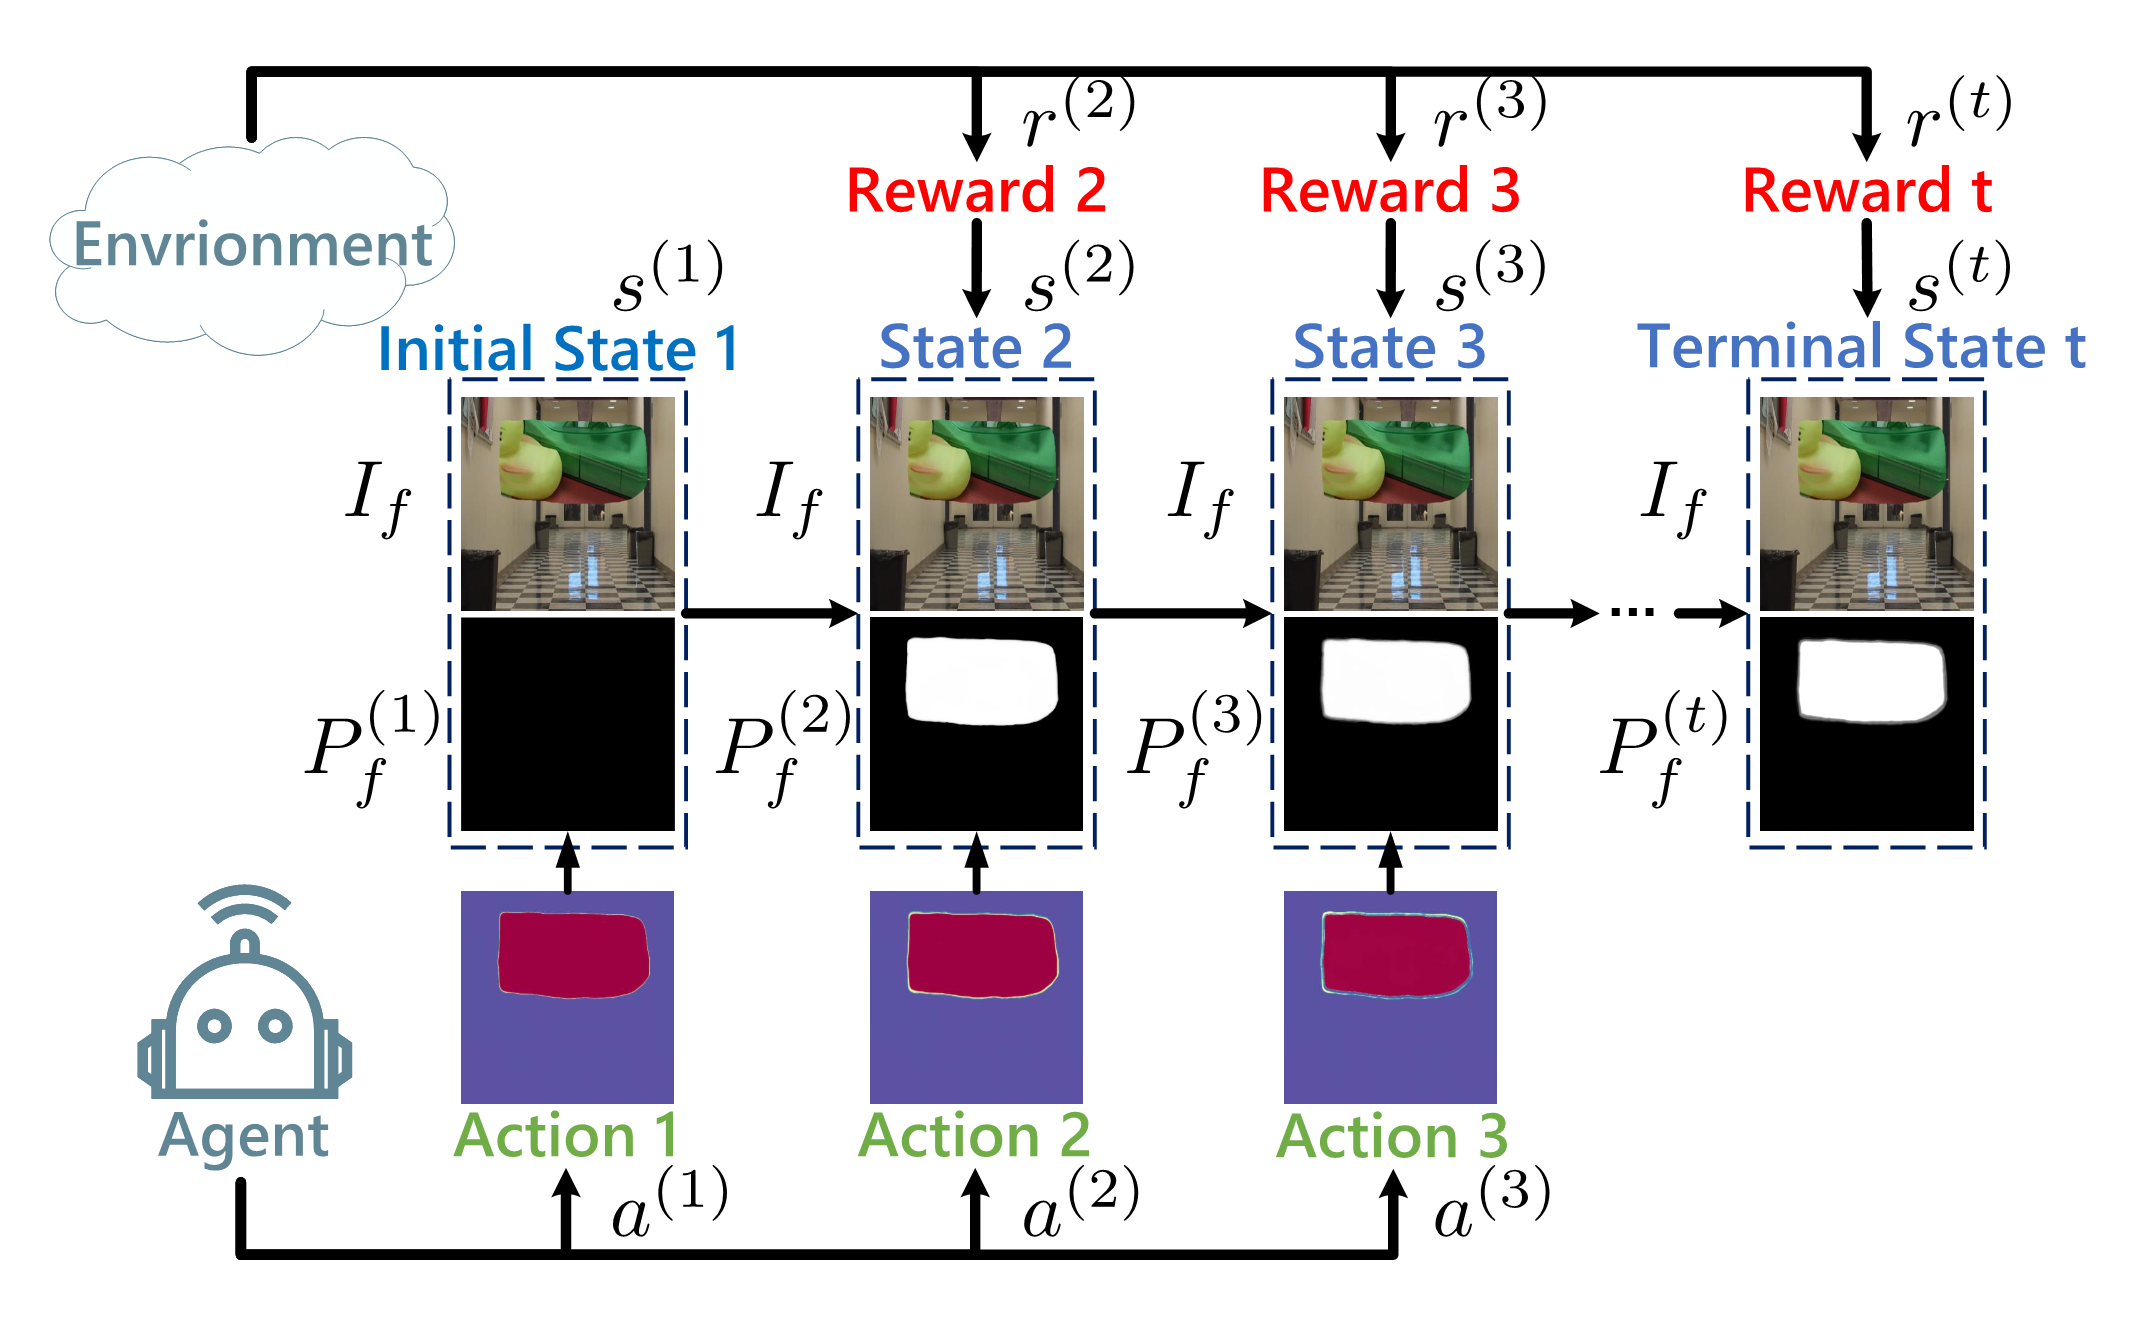 r^{(2)} r^{(3)} r^{(t)}
Reward 2 Reward 3 Reward t
Envrionment
s^{(1)} s^{(2)} s^{(3)} s^{(t)}
Initial State 1 State 2 State 3 Terminal State t
I_f I_f I_f I_f
...
P_f^{(1)} P_f^{(2)} P_f^{(3)} P_f^{(t)}
Agent Action 1 Action 2 Action 3
a^{(1)} a^{(2)} a^{(3)}